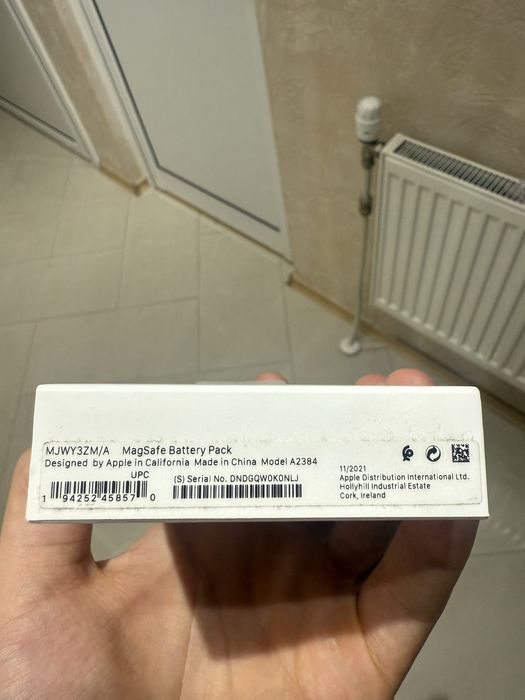 MJWY3ZM/A MagSafe Battery Pack
Designed by Apple in California Made in China Model A2384
UPC
1 94252 45857 0
(S) Serial No. DNDGQW0K0NLJ
11/2021
Apple Distribution International Ltd.
Hollyhill Industrial Estate
Cork, Ireland